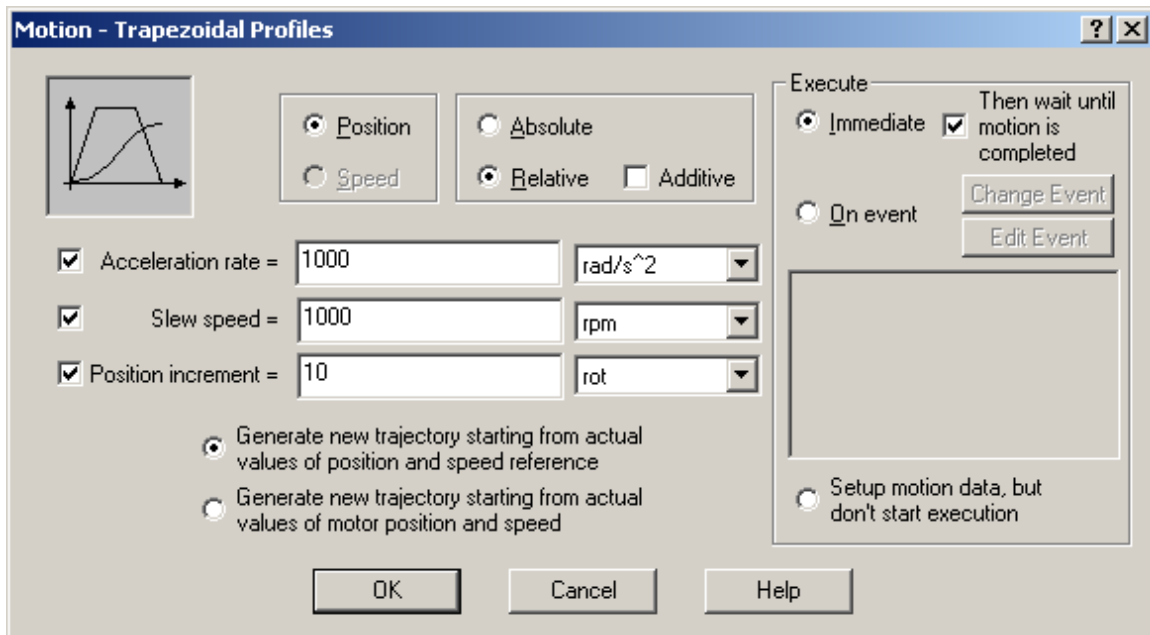 Motion - Trapezoidal Profiles
Position
Speed
Absolute
Relative
Additive
Acceleration rate =
1000
rad/s^2
Slew speed =
1000
rpm
Position increment =
10
rot
Generate new trajectory starting from actual
values of position and speed reference
Generate new trajectory starting from actual
values of motor position and speed
Execute
Immediate
Then wait until
motion is
completed
On event
Change Event
Edit Event
Setup motion data, but
don't start execution
OK
Cancel
Help